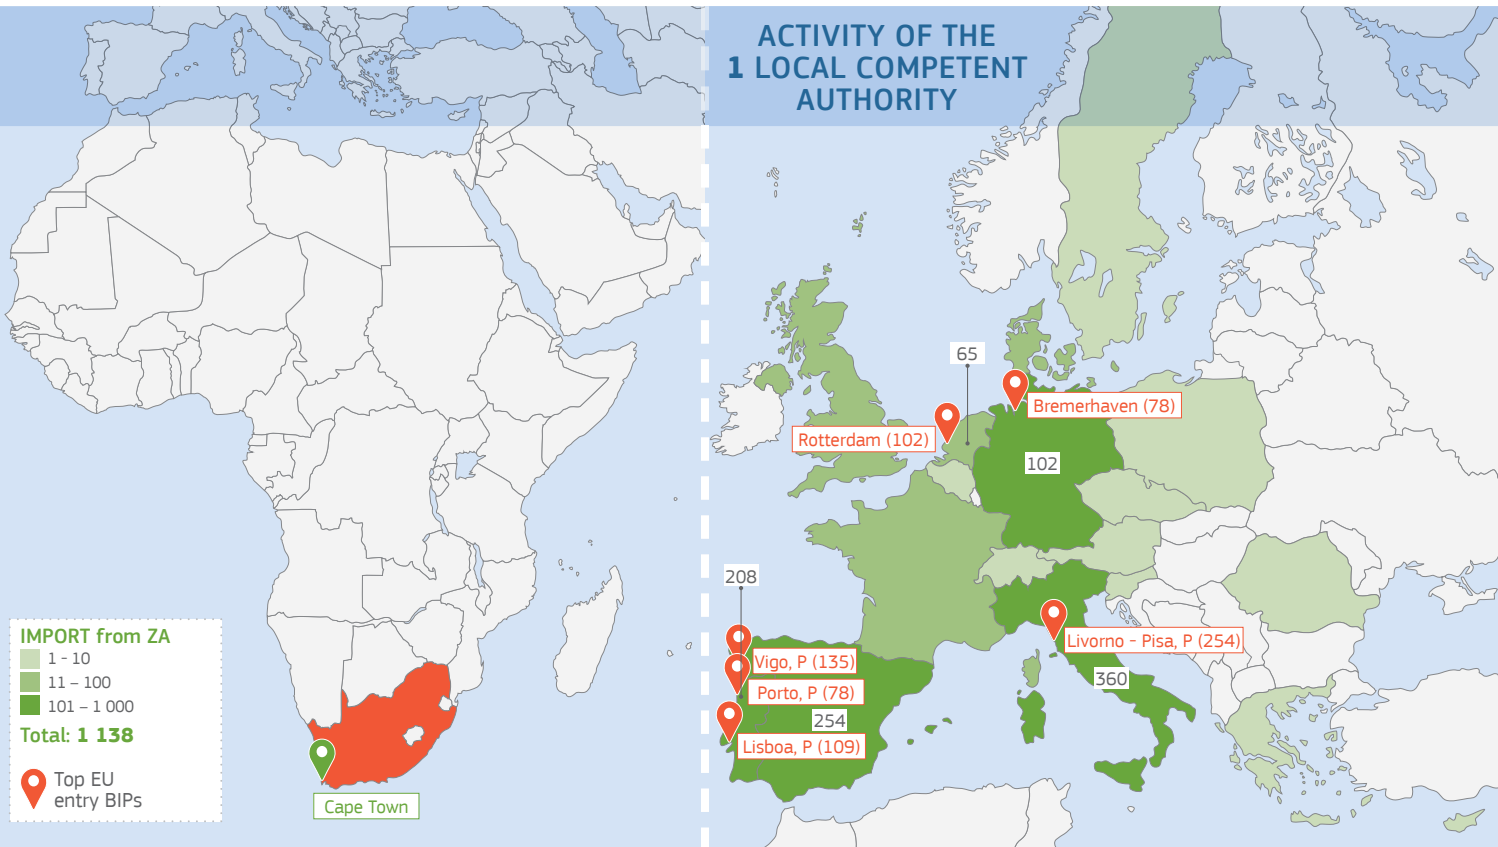 ACTIVITY OF THE
1 LOCAL COMPETENT
AUTHORITY
65
Bremerhaven (78)
Rotterdam (102)
102
208
Livorno - Pisa, P (254)
Vigo, P (135)
360
Porto, P (78)
254
Lisboa, P (109)
IMPORT from ZA
1 - 10
11 – 100
101 – 1 000
Total: 1 138
Top EU
entry BIPs
Cape Town